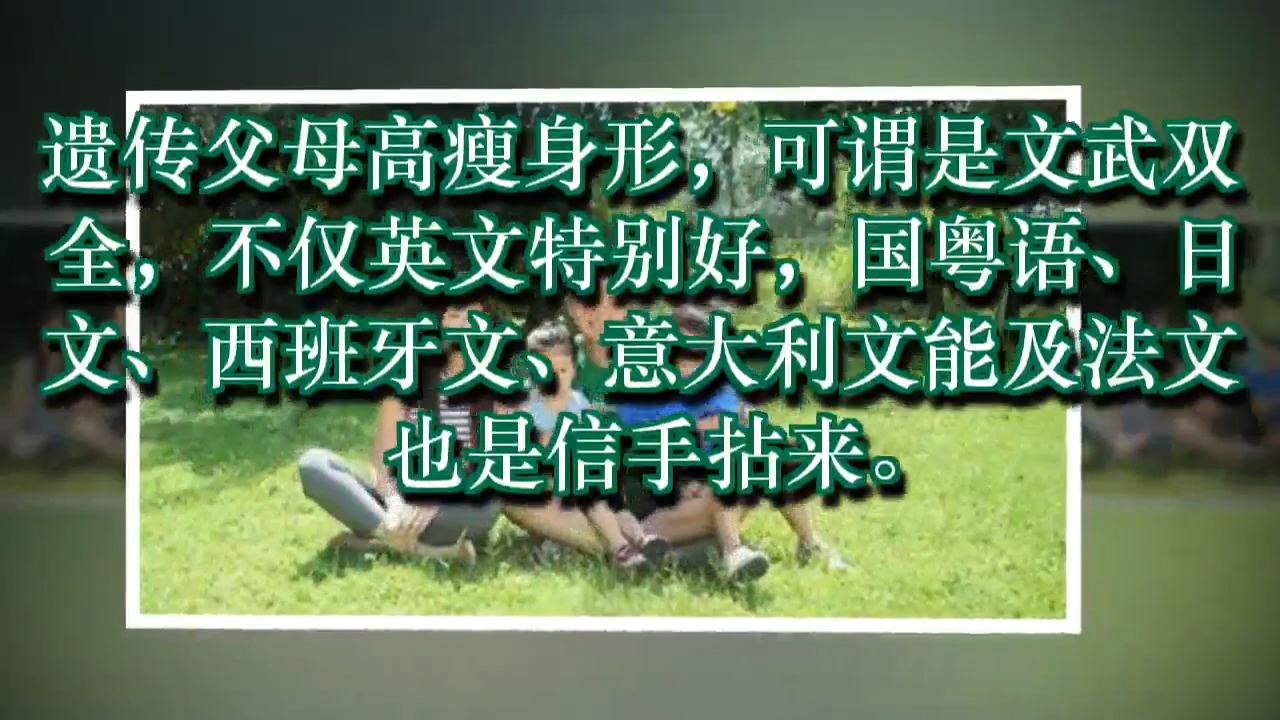 遗传父母高瘦身形，可谓是文武双
全，不仅英文特别好，国粤语、日
文、西班牙文、意大利文能及法文
也是信手拈来。